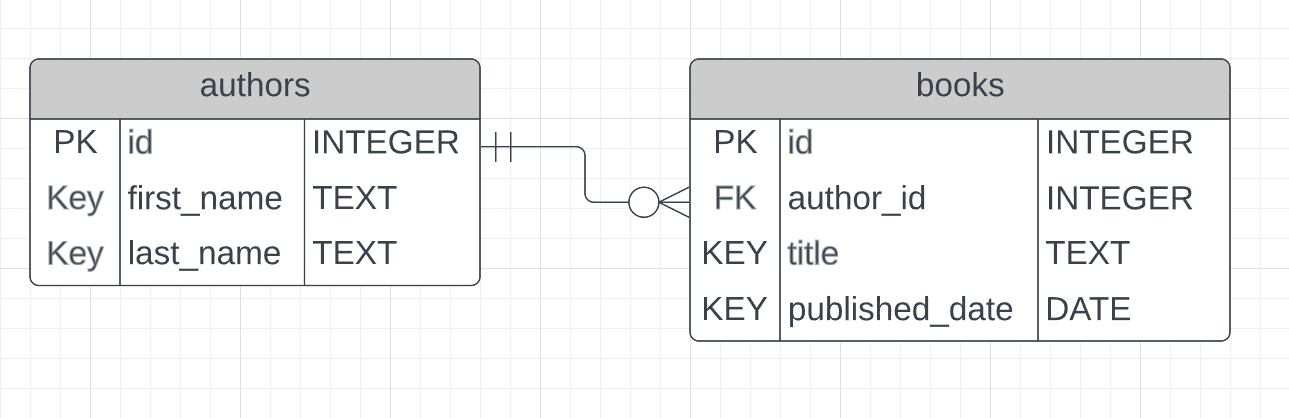 authors
PK id INTEGER
Key first_name TEXT
Key last_name TEXT
books
PK id INTEGER
FK author_id INTEGER
KEY title TEXT
KEY published_date DATE